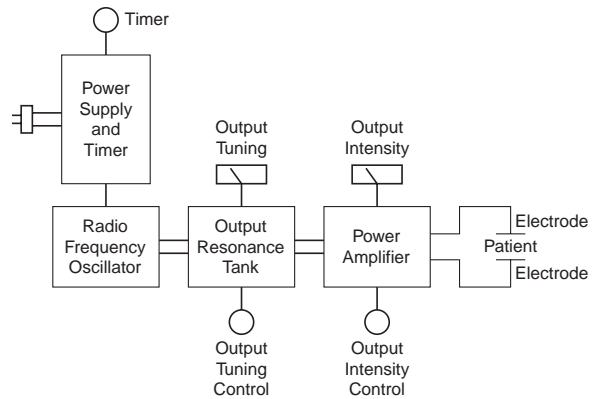 Timer
Power
Supply
and
Timer
Output
Tuning
Output
Intensity
Radio
Frequency
Oscillator
Output
Resonance
Tank
Power
Amplifier
Electrode
Patient
Electrode
Output
Tuning
Control
Output
Intensity
Control